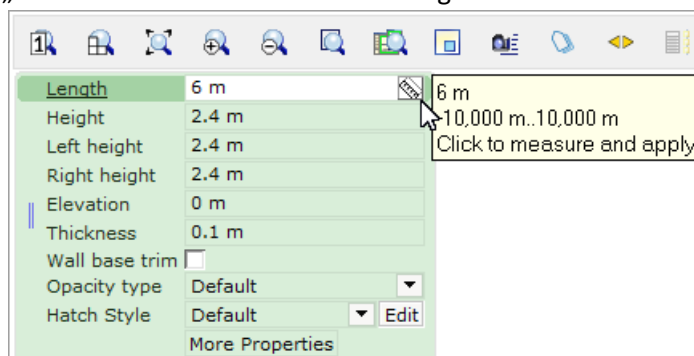 1
Length 6 m
Height 2.4 m
Left height 2.4 m
Right height 2.4 m
Elevation 0 m
Thickness 0.1 m
Wall base trim
Opacity type Default
Hatch Style Default Edit
More Properties
6 m
-10,000 m..10,000 m
Click to measure and apply